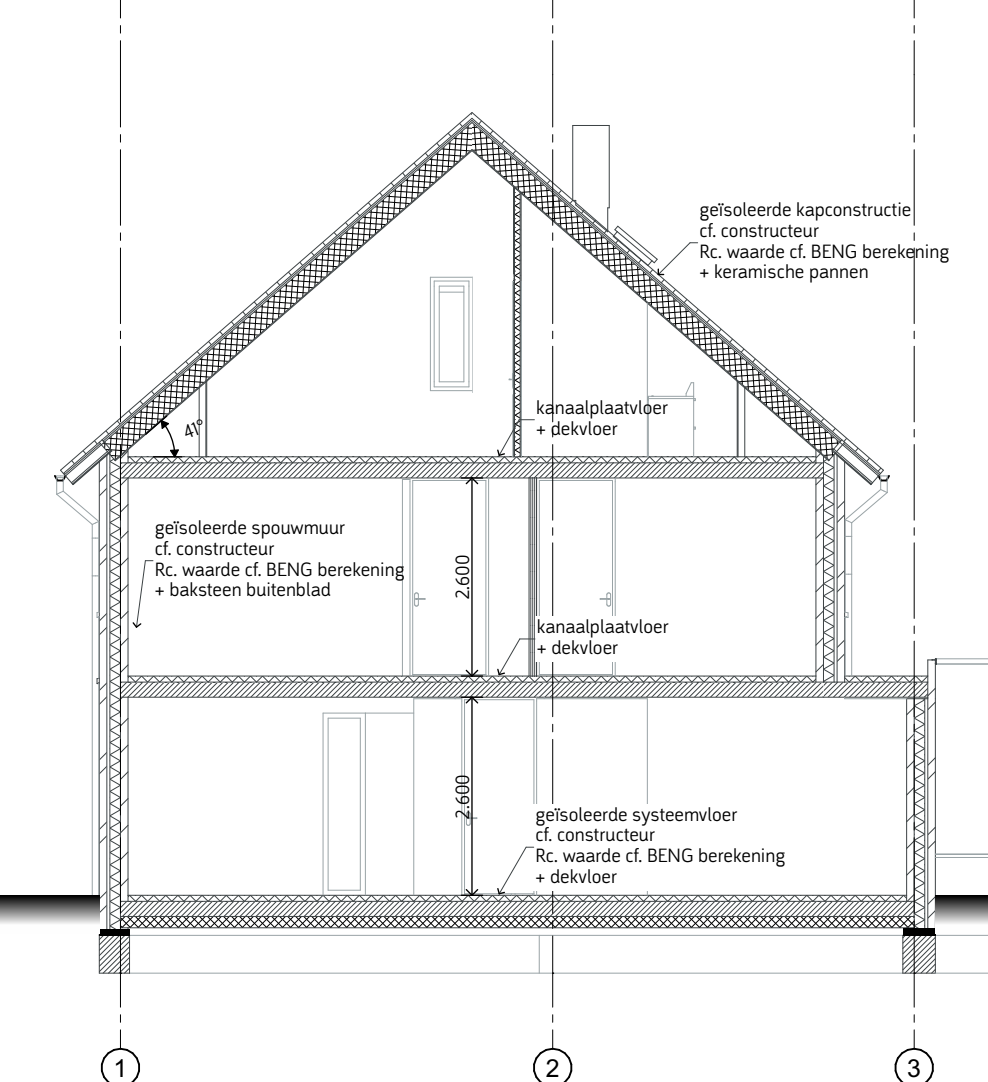 geïsoleerde kapconstructie
cf. constructeur
Rc. waarde cf. BENG berekening
+ keramische pannen
kanaalplaatvloer
+ dekvloer
41°
geïsoleerde spouwmuur
cf. constructeur
Rc. waarde cf. BENG berekening
+ baksteen buitenblad
2.600
kanaalplaatvloer
+ dekvloer
2.600
geïsoleerde systeemvloer
cf. constructeur
Rc. waarde cf. BENG berekening
+ dekvloer
1
2
3